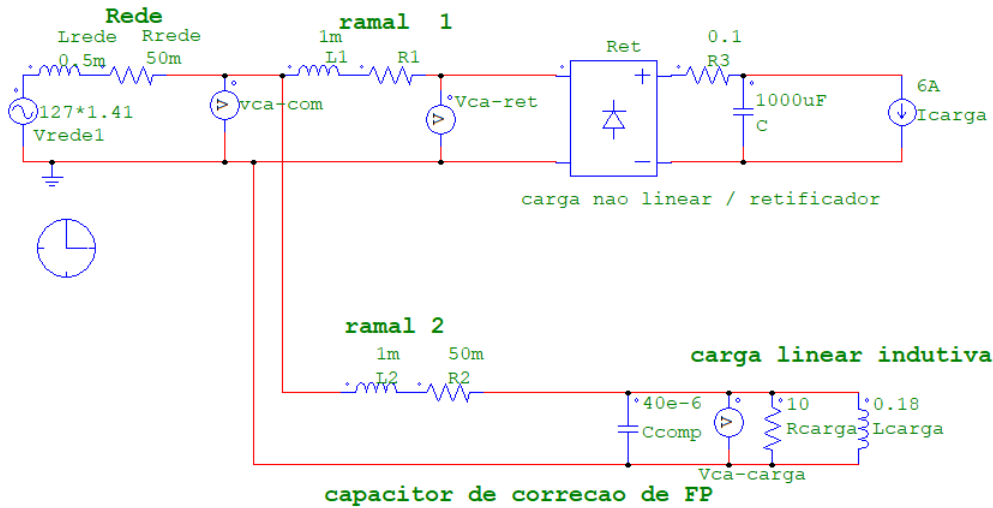 Rede
ramal 1
Lrede Rrede
0.5m 50m
1m
L1
R1
Ret
0.1
R3
127*1.41
Vrede1
vca-com
Vca-ret
+
-
1000uF
C
6A
Icarga
carga nao linear / retificador
ramal 2
1m
L2
50m
R2
carga linear indutiva
40e-6
Ccomp
10
Rcarga
0.18
Lcarga
Vca-carga
capacitor de correcao de FP
V
V
V